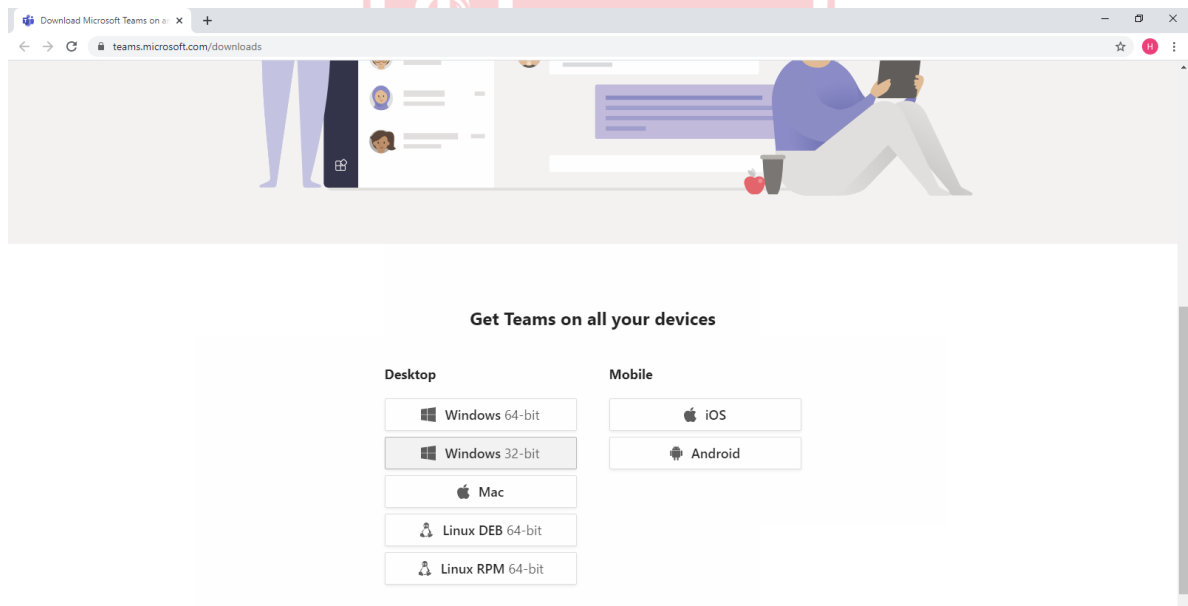 Download Microsoft Teams on a
teams.microsoft.com/downloads
H
Get Teams on all your devices
Desktop
Mobile
Windows 64-bit
iOS
Windows 32-bit
Android
Mac
Linux DEB 64-bit
Linux RPM 64-bit